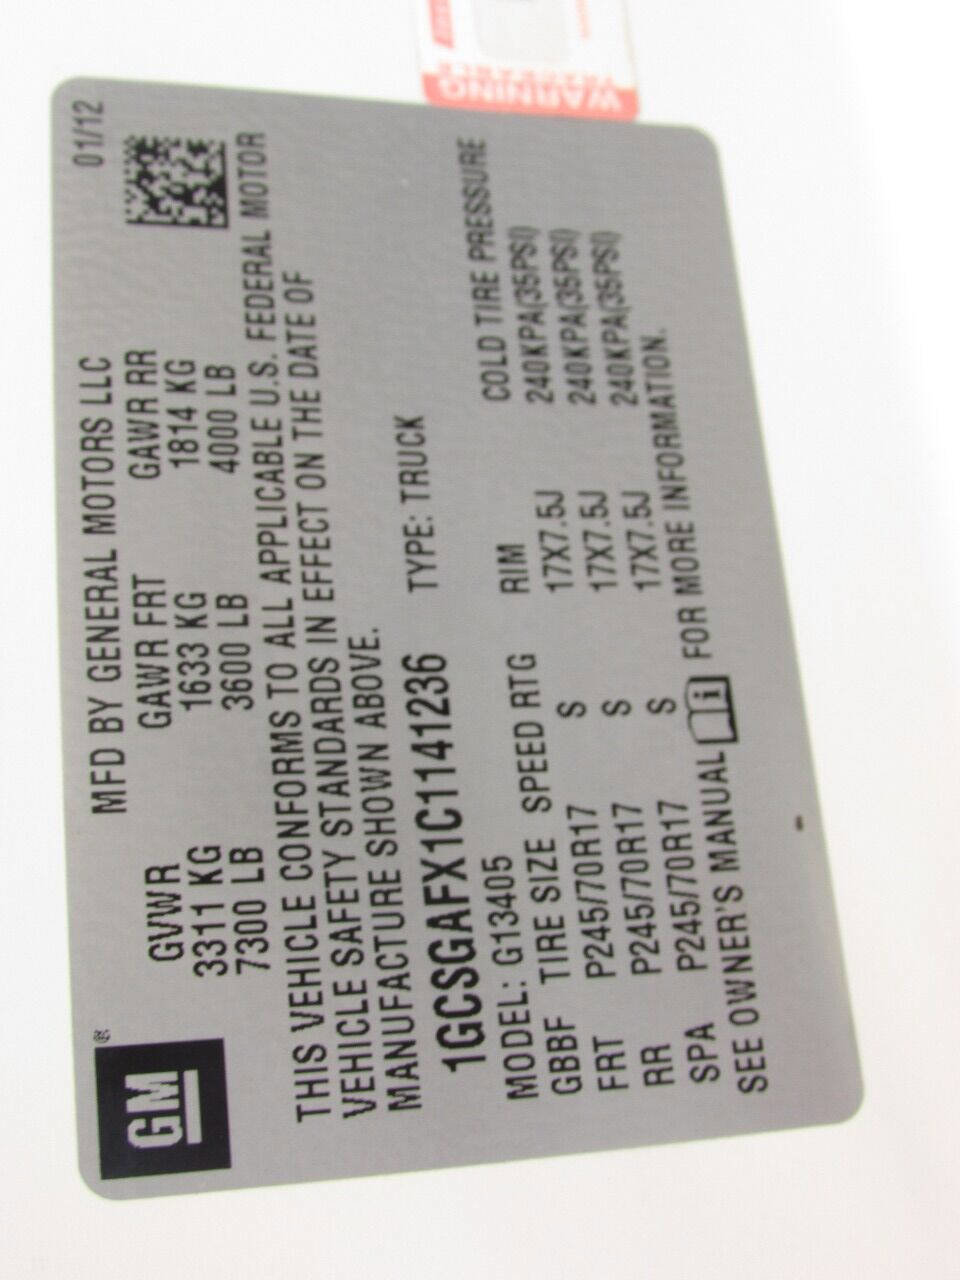 GM®
MFD BY GENERAL MOTORS LLC 01/12
GVWR GAWR FRT GAWR RR
3311 KG 1633 KG 1814 KG
7300 LB 3600 LB 4000 LB
THIS VEHICLE CONFORMS TO ALL APPLICABLE U.S. FEDERAL MOTOR
VEHICLE SAFETY STANDARDS IN EFFECT ON THE DATE OF
MANUFACTURE SHOWN ABOVE.
1GCSGAFX1C1141236 TYPE: TRUCK
MODEL: G13405
GBBF TIRE SIZE SPEED RTG RIM COLD TIRE PRESSURE
FRT P245/70R17 S 17X7.5J 240KPA(35PSI)
RR P245/70R17 S 17X7.5J 240KPA(35PSI)
SPA P245/70R17 S 17X7.5J 240KPA(35PSI)
SEE OWNER'S MANUAL i FOR MORE INFORMATION.
WARNING